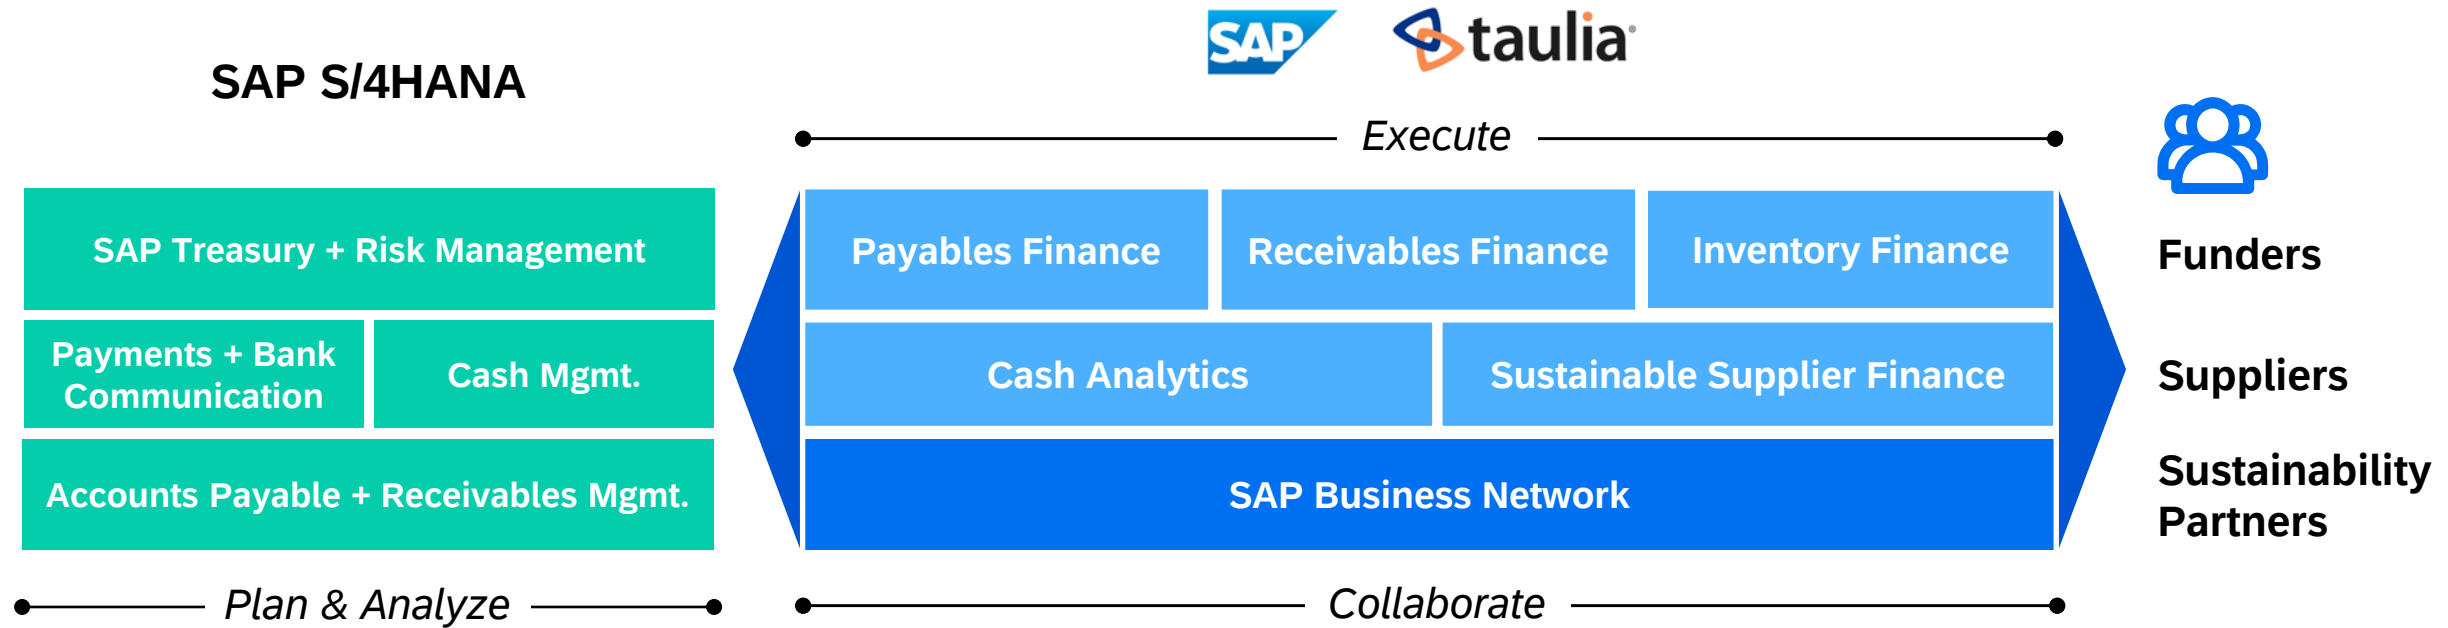 SAP S/4HANA
SAP Treasury + Risk Management
Payments + Bank
Communication
Cash Mgmt.
Accounts Payable + Receivables Mgmt.
Plan & Analyze
SAP
taulia
Execute
Payables Finance
Receivables Finance
Inventory Finance
Cash Analytics
Sustainable Supplier Finance
SAP Business Network
Collaborate
Funders
Suppliers
Sustainability
Partners